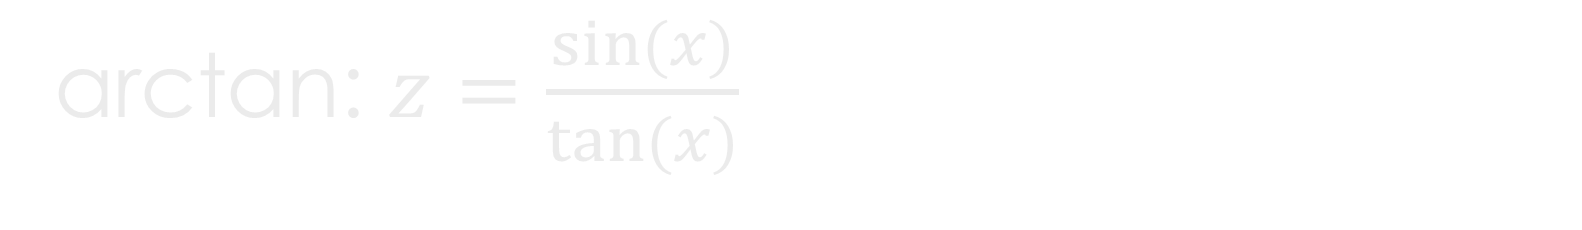 arctan: z = sin(x) / tan(x)